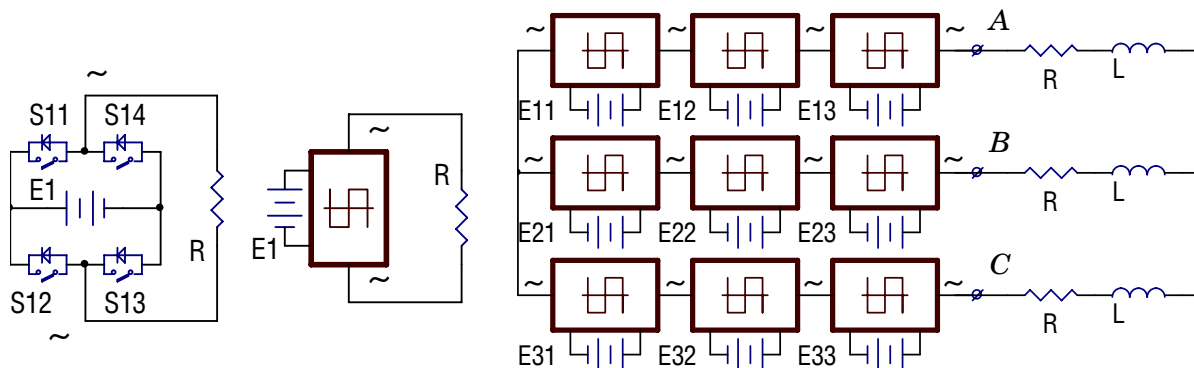 ~
S11 S14
E1
R
S12 S13
~
~
E1
R
~
~ ~ ~ ~ A
R L
E11 E12 E13
~ ~ ~ ~ B
R L
E21 E22 E23
~ ~ ~ ~ C
R L
E31 E32 E33